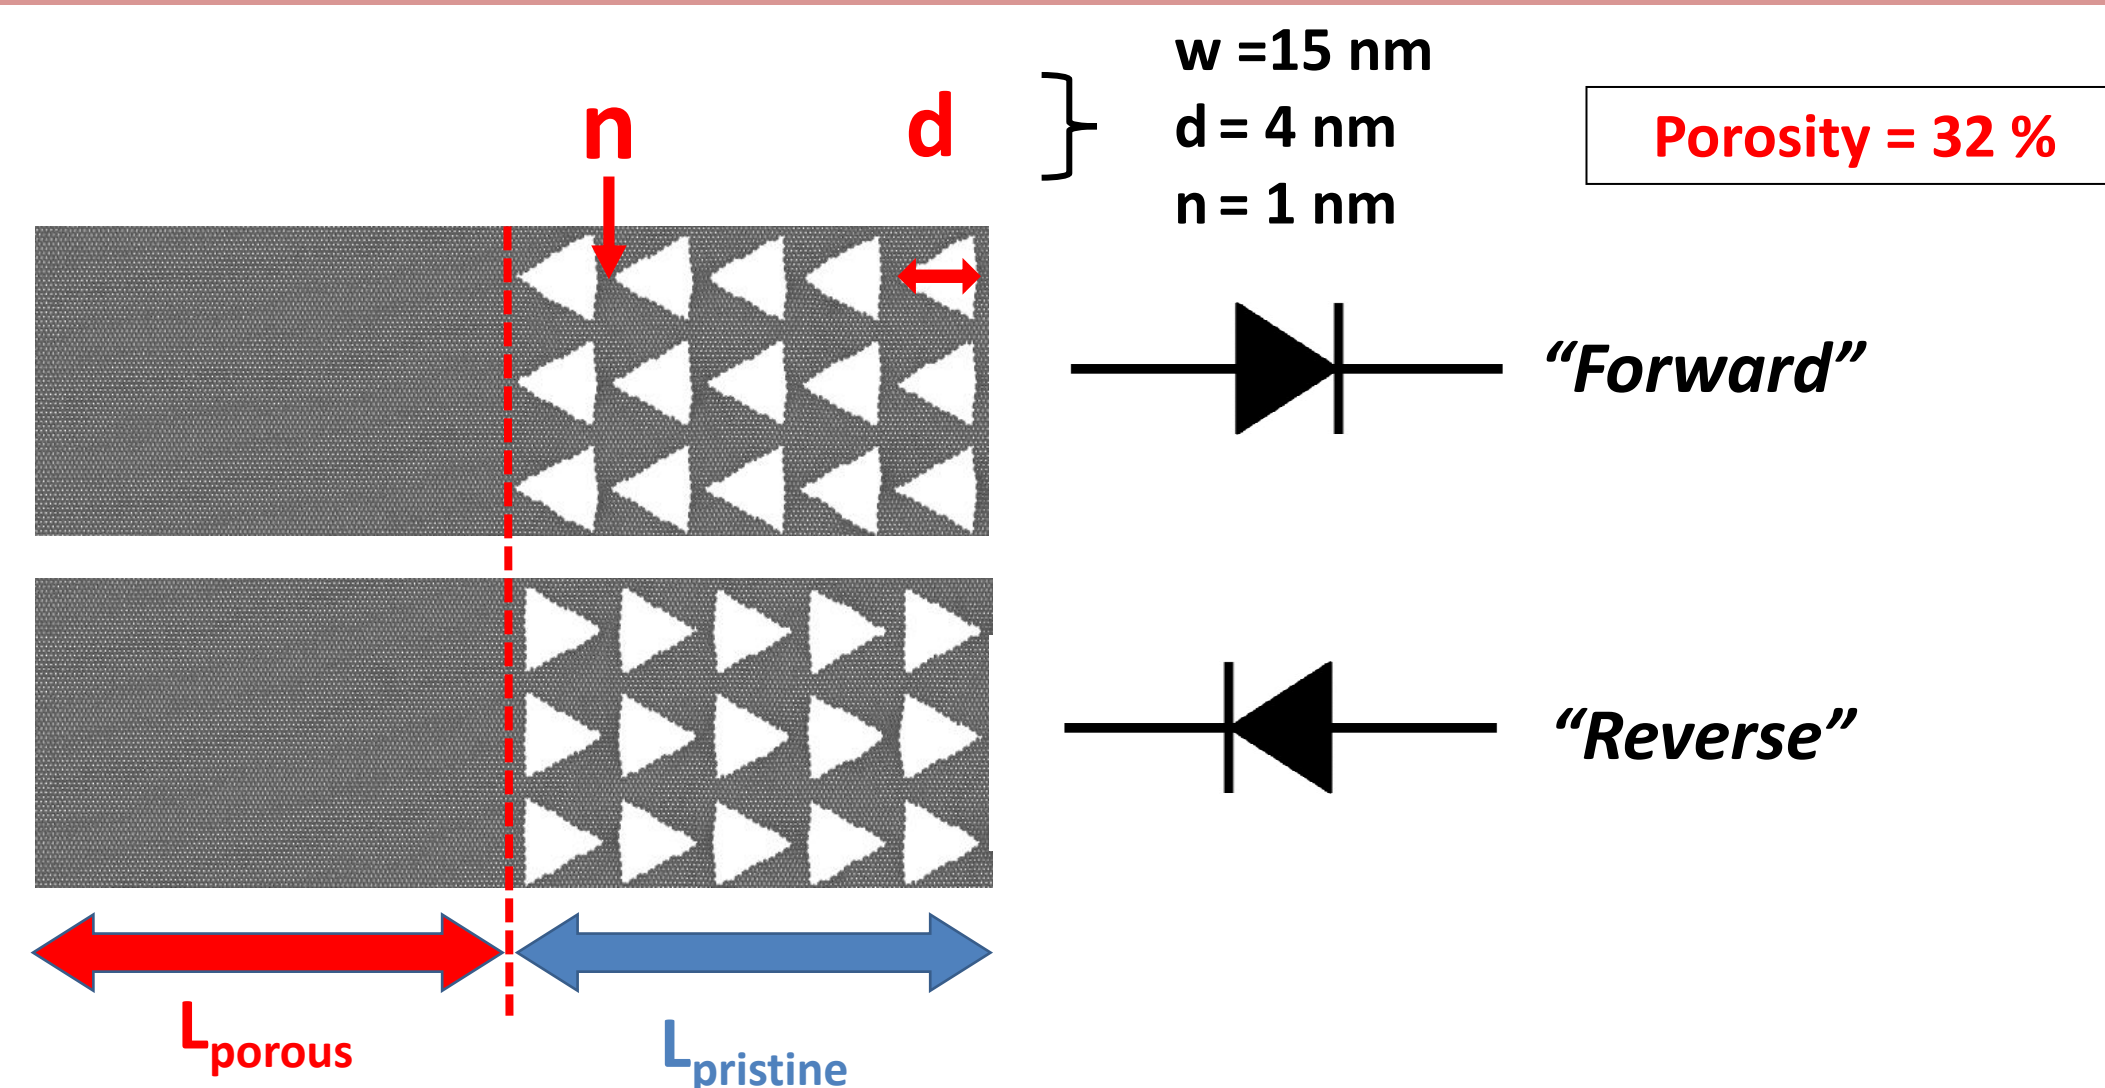 w =15 nm
d = 4 nm
n = 1 nm
Porosity = 32 %
n
d
“Forward”
“Reverse”
Lporous
Lpristine